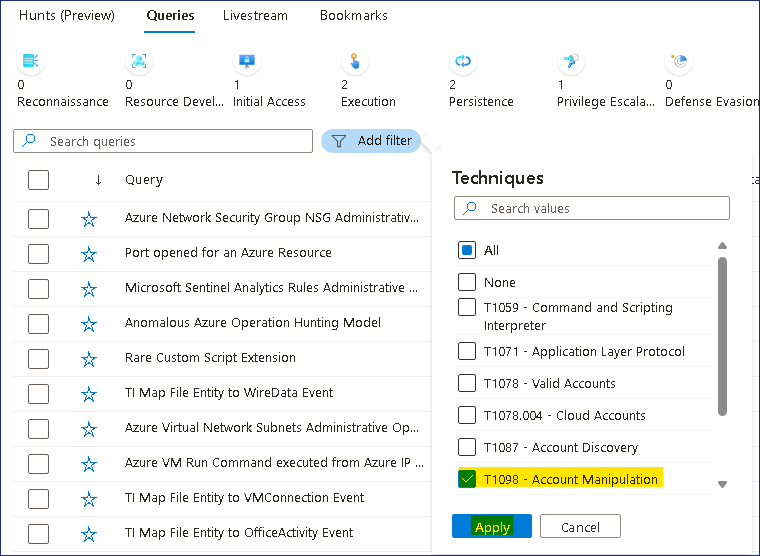 Hunts (Preview) Queries Livestream Bookmarks
0 0 1 2 2 1 0
Reconnaissance Resource Devel... Initial Access Execution Persistence Privilege Escala... Defense Evasion
Search queries Add filter
↓ Query
Azure Network Security Group NSG Administrativ...
Port opened for an Azure Resource
Microsoft Sentinel Analytics Rules Administrative ...
Anomalous Azure Operation Hunting Model
Rare Custom Script Extension
TI Map File Entity to WireData Event
Azure Virtual Network Subnets Administrative Op...
Azure VM Run Command executed from Azure IP ...
TI Map File Entity to VMConnection Event
TI Map File Entity to OfficeActivity Event
Techniques
Search values
All
None
T1059 - Command and Scripting
Interpreter
T1071 - Application Layer Protocol
T1078 - Valid Accounts
T1078.004 - Cloud Accounts
T1087 - Account Discovery
T1098 - Account Manipulation
Apply Cancel